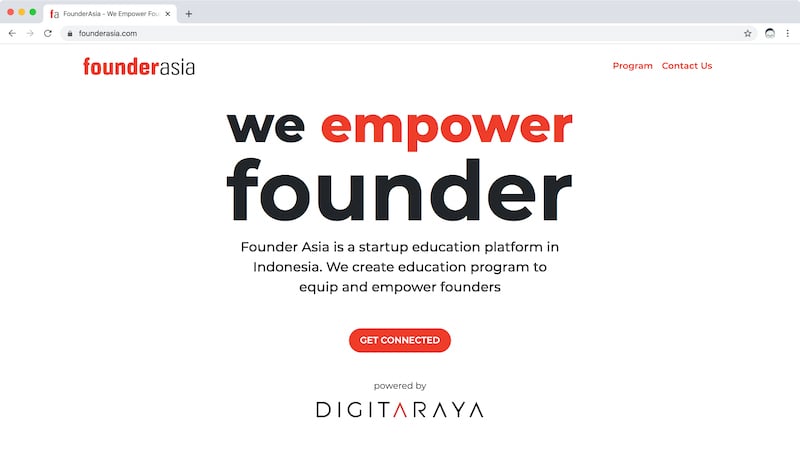 fa FounderAsia – We Empower Fou
founderasia.com
founderasia
Program Contact Us
we empower
founder
Founder Asia is a startup education platform in
Indonesia. We create education program to
equip and empower founders
GET CONNECTED
powered by
DIGITARAYA